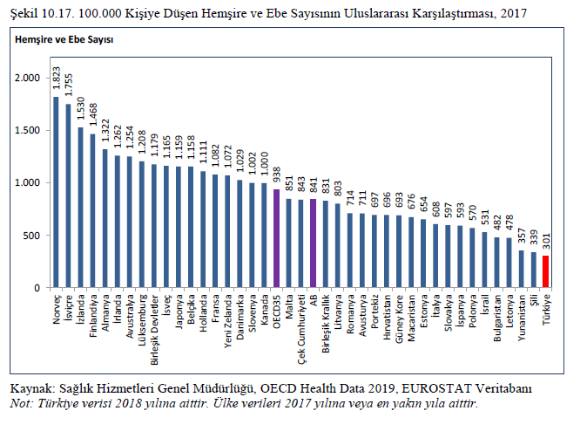 Şekil 10.17. 100.000 Kişiye Düşen Hemşire ve Ebe Sayısının Uluslararası Karşılaştırması, 2017
Hemşire ve Ebe Sayısı
2.000
1.500
1.000
500
0
1.823
1.755
1.530
1.468
1.322
1.262
1.254
1.208
1.179
1.165
1.159
1.158
1.111
1.082
1.072
1.029
1.002
1.000
938
851
843
841
831
803
714
711
697
696
693
676
654
608
597
593
570
531
482
478
357
339
301
Norveç
İsviçre
İzlanda
Finlandiya
Almanya
İrlanda
Avustralya
Lüksemburg
Birleşik Devletler
İsveç
Japonya
Belçika
Hollanda
Fransa
Yeni Zelanda
Danimarka
Slovenya
Kanada
OECD35
Malta
Çek Cumhuriyeti
AB
Birleşik Krallık
Litvanya
Romanya
Avusturya
Portekiz
Hırvatistan
Güney Kore
Macaristan
Estonya
İtalya
Slovakya
İspanya
Polonya
İsrail
Bulgaristan
Letonya
Yunanistan
Şili
Türkiye
Kaynak: Sağlık Hizmetleri Genel Müdürlüğü, OECD Health Data 2019, EUROSTAT Veritabanı
Not: Türkiye verisi 2018 yılına aittir. Ülke verileri 2017 yılına veya en yakın yıla aittir.